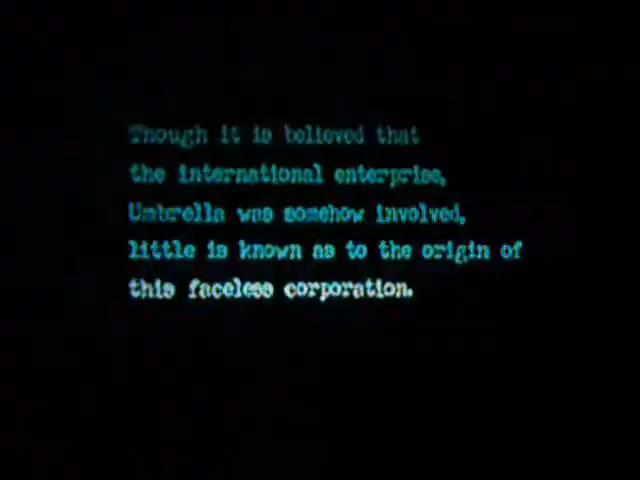 Though it is believed that
the international enterprise,
Umbrella was somehow involved,
little is known as to the origin of
this faceless corporation.